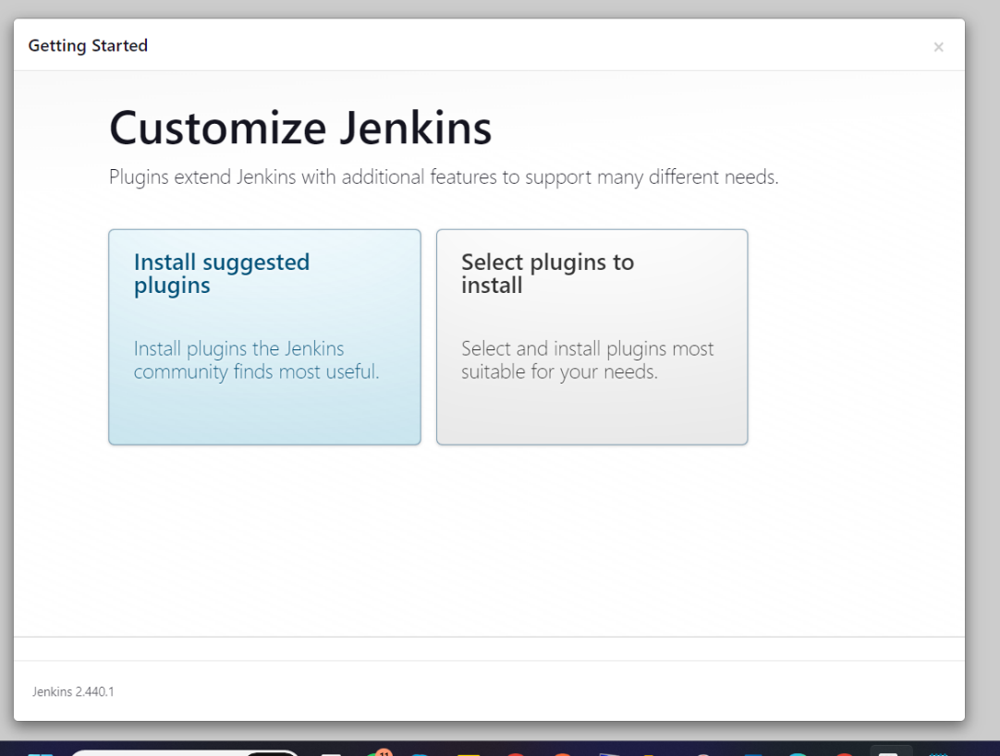 Getting Started
×
Customize Jenkins
Plugins extend Jenkins with additional features to support many different needs.
Install suggested
plugins
Install plugins the Jenkins
community finds most useful.
Select plugins to
install
Select and install plugins most
suitable for your needs.
Jenkins 2.440.1
11